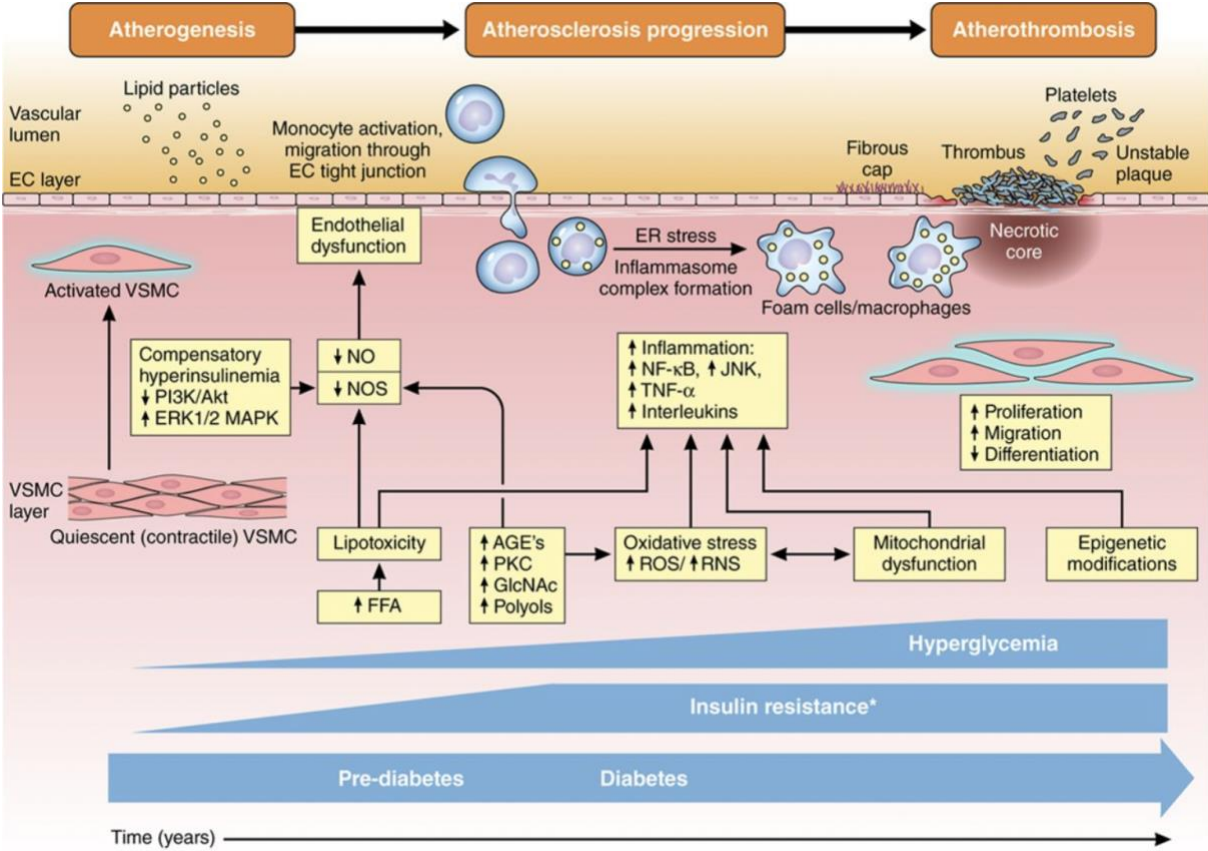 Atherogenesis
Atherosclerosis progression
Atherothrombosis
Lipid particles
Vascular
lumen
EC layer
Monocyte activation,
migration through
EC tight junction
Platelets
Fibrous
cap
Thrombus
Unstable
plaque
Endothelial
dysfunction
Activated VSMC
ER stress
Inflammasome
complex formation
Foam cells/macrophages
Necrotic
core
Compensatory
hyperinsulinemia
↓ PI3K/Akt
↑ ERK1/2 MAPK
↓ NO
↓ NOS
↑ Inflammation:
↑ NF-κB, ↑ JNK,
↑ TNF-α
↑ Interleukins
↑ Proliferation
↑ Migration
↓ Differentiation
VSMC
layer
Quiescent (contractile) VSMC
Lipotoxicity
↑ FFA
↑ AGE's
↑ PKC
↑ GlcNAc
↑ Polyols
Oxidative stress
↑ ROS/ ↑ RNS
Mitochondrial
dysfunction
Epigenetic
modifications
Hyperglycemia
Insulin resistance*
Pre-diabetes
Diabetes
Time (years)